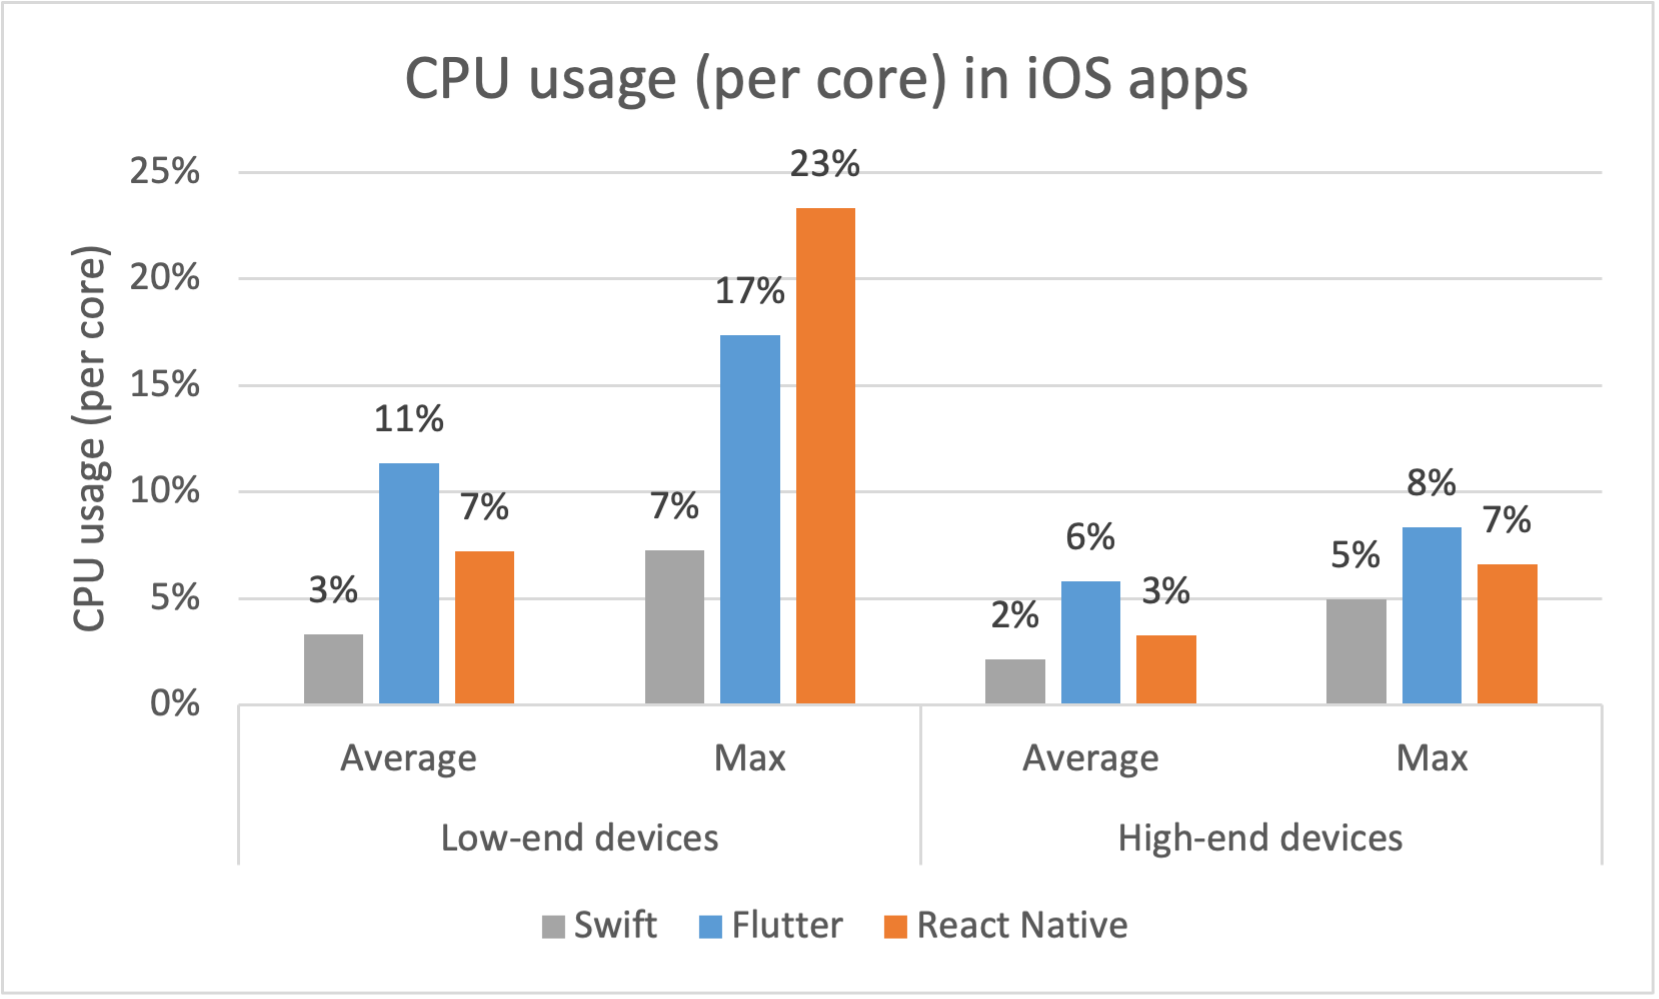 CPU usage (per core) in iOS apps
CPU usage (per core)
25%
20%
15%
10%
5%
0%
3%
11%
7%
7%
17%
23%
2%
6%
3%
5%
8%
7%
Average
Max
Average
Max
Low-end devices
High-end devices
Swift
Flutter
React Native